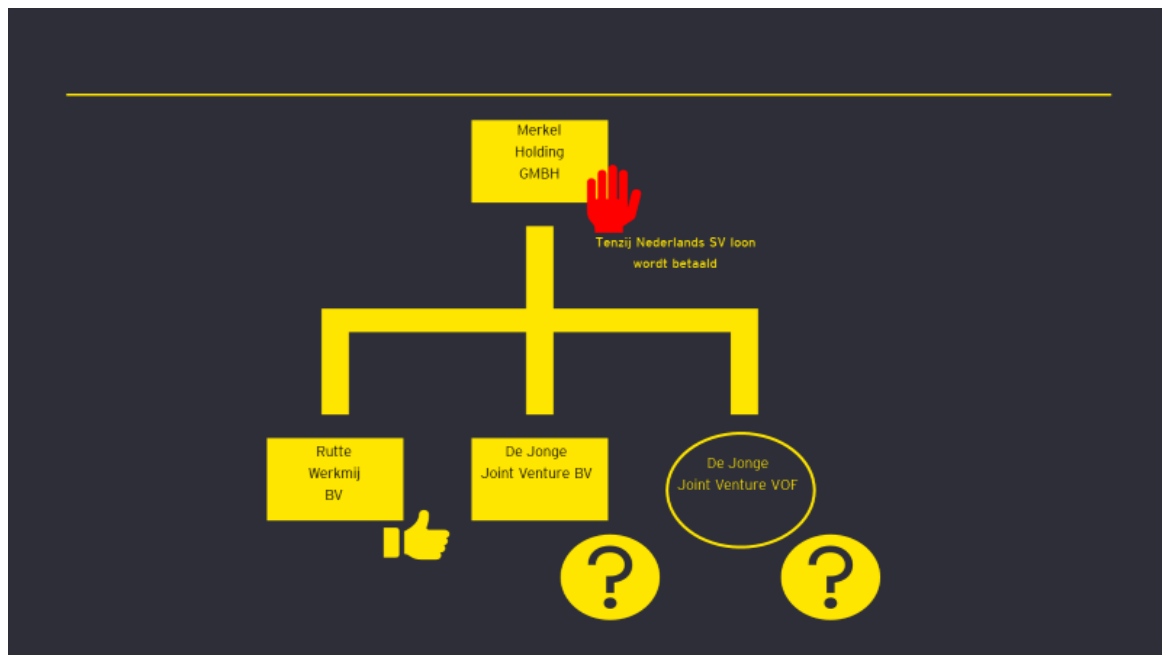 Merkel
Holding
GMBH
Tenzij Nederlands SV loon
wordt betaald
Rutte
Werkmij
BV
De Jonge
Joint Venture BV
De Jonge
Joint Venture VOF
?
?